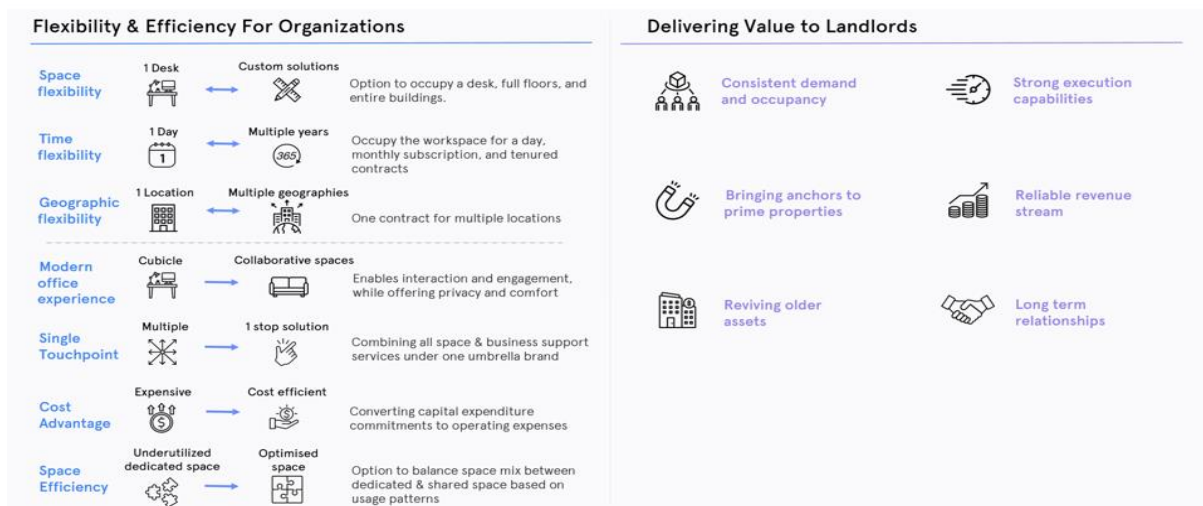 Flexibility & Efficiency For Organizations
Space
flexibility
1 Desk
Custom solutions
Option to occupy a desk, full floors, and
entire buildings.
Time
flexibility
1 Day
1
Multiple years
365
Occupy the workspace for a day,
monthly subscription, and tenured
contracts
Geographic
flexibility
1 Location
Multiple geographies
One contract for multiple locations
Modern
office
experience
Cubicle
Collaborative spaces
Enables interaction and engagement,
while offering privacy and comfort
Single
Touchpoint
Multiple
1 stop solution
Combining all space & business support
services under one umbrella brand
Cost
Advantage
Expensive
$
Cost efficient
$
Converting capital expenditure
commitments to operating expenses
Space
Efficiency
Underutilized
dedicated space
Optimised
space
Option to balance space mix between
dedicated & shared space based on
usage patterns
Delivering Value to Landlords
Consistent demand
and occupancy
Strong execution
capabilities
Bringing anchors to
prime properties
Reliable revenue
stream
Reviving older
assets
Long term
relationships